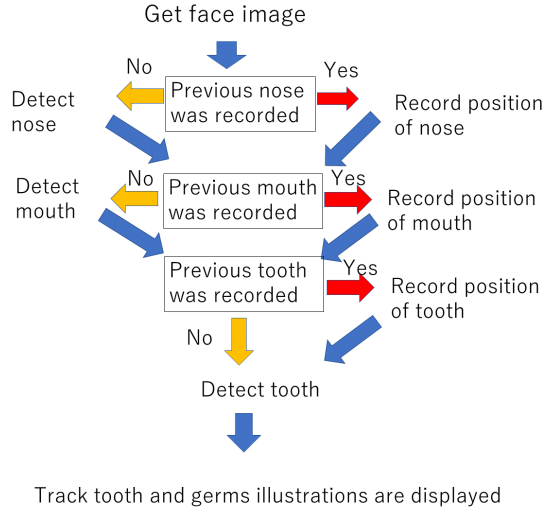 Get face image
No
Yes
Previous nose
was recorded
Detect
nose
Record position
of nose
No
Yes
Previous mouth
was recorded
Detect
mouth
Record position
of mouth
Yes
Previous tooth
was recorded
Record position
of tooth
No
Detect tooth
Track tooth and germs illustrations are displayed